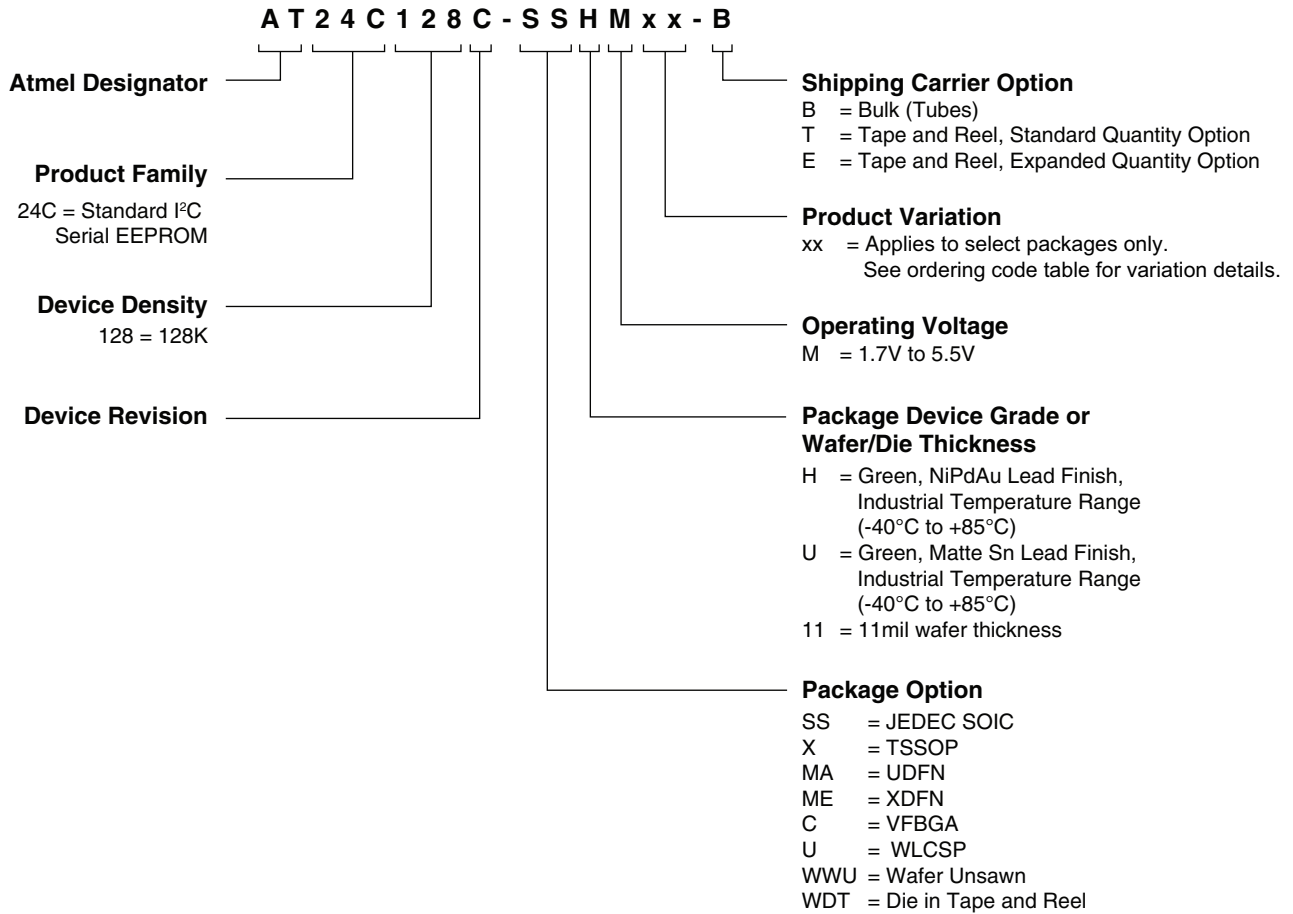 AT24C128C-SSHMxx-B
Atmel Designator
Product Family
24C = Standard I²C
Serial EEPROM
Device Density
128 = 128K
Device Revision
Shipping Carrier Option
B = Bulk (Tubes)
T = Tape and Reel, Standard Quantity Option
E = Tape and Reel, Expanded Quantity Option
Product Variation
xx = Applies to select packages only.
See ordering code table for variation details.
Operating Voltage
M = 1.7V to 5.5V
Package Device Grade or
Wafer/Die Thickness
H = Green, NiPdAu Lead Finish,
Industrial Temperature Range
(-40°C to +85°C)
U = Green, Matte Sn Lead Finish,
Industrial Temperature Range
(-40°C to +85°C)
11 = 11mil wafer thickness
Package Option
SS = JEDEC SOIC
X = TSSOP
MA = UDFN
ME = XDFN
C = VFBGA
U = WLCSP
WWU = Wafer Unsawn
WDT = Die in Tape and Reel